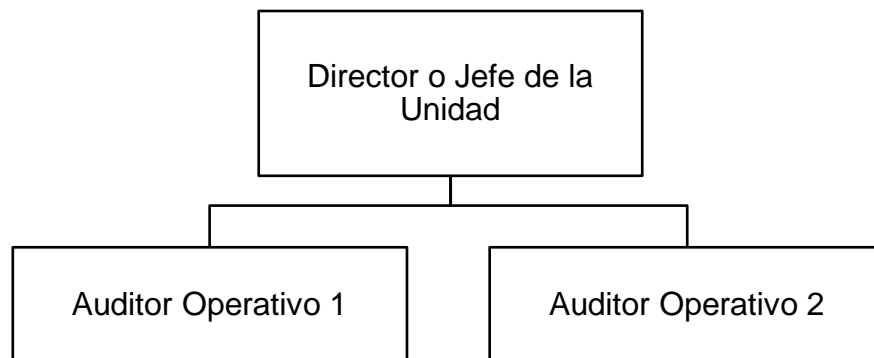 Director o Jefe de la
Unidad
Auditor Operativo 1
Auditor Operativo 2